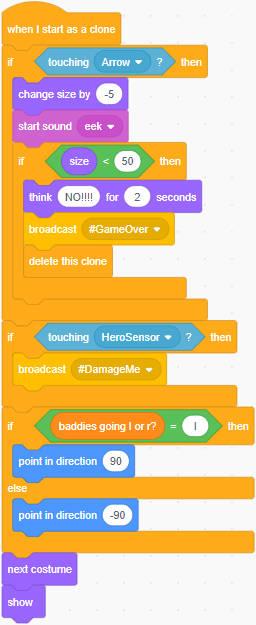 when I start as a clone
if touching Arrow ? then
change size by -5
start sound eek
if size < 50 then
think NO!!!! for 2 seconds
broadcast #GameOver
delete this clone
if touching HeroSensor ? then
broadcast #DamageMe
if baddies going l or r? = l then
point in direction 90
else
point in direction -90
next costume
show